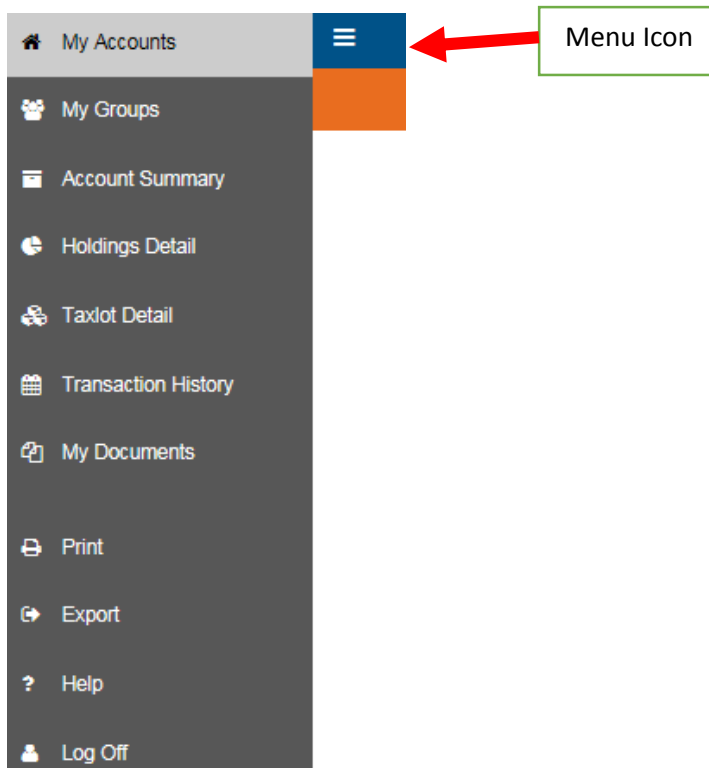 My Accounts
Menu Icon
My Groups
Account Summary
Holdings Detail
Taxlot Detail
Transaction History
My Documents
Print
Export
? Help
Log Off